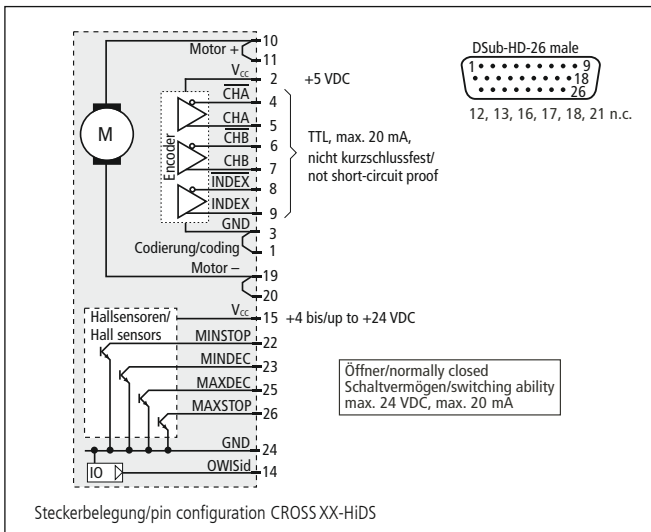 Motor + 10
11
DSub-HD-26 male
1 9
18
26
12, 13, 16, 17, 18, 21 n.c.
Vcc 2 +5 VDC
CHA 4
CHA 5
CHB 6
CHB 7
INDEX 8
INDEX 9
TTL, max. 20 mA,
nicht kurzschlussfest/
not short-circuit proof
M
Encoder
GND 3
Codierung/coding 1
Motor – 19
20
Hallsensoren/
Hall sensors
Vcc 15 +4 bis/up to +24 VDC
MINSTOP 22
MINDEC 23
MAXDEC 25
MAXSTOP 26
Öffner/normally closed
Schaltvermögen/switching ability
max. 24 VDC, max. 20 mA
GND 24
IO OWISid 14
Steckerbelegung/pin configuration CROSS XX-HiDS